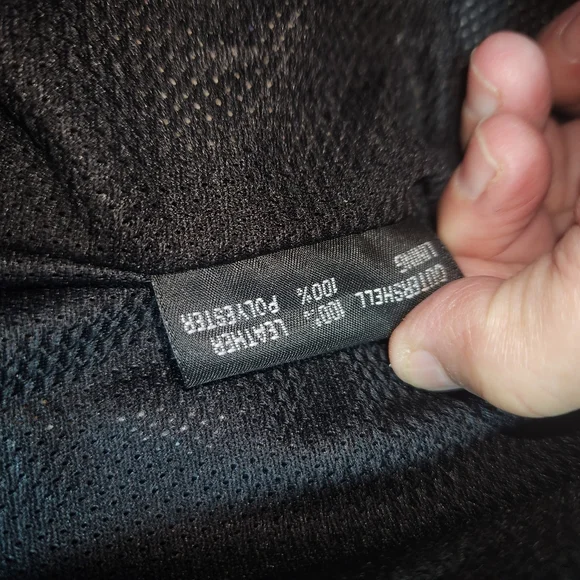 OUTERSHELL 100% LEATHER
LINING 100% POLYESTER